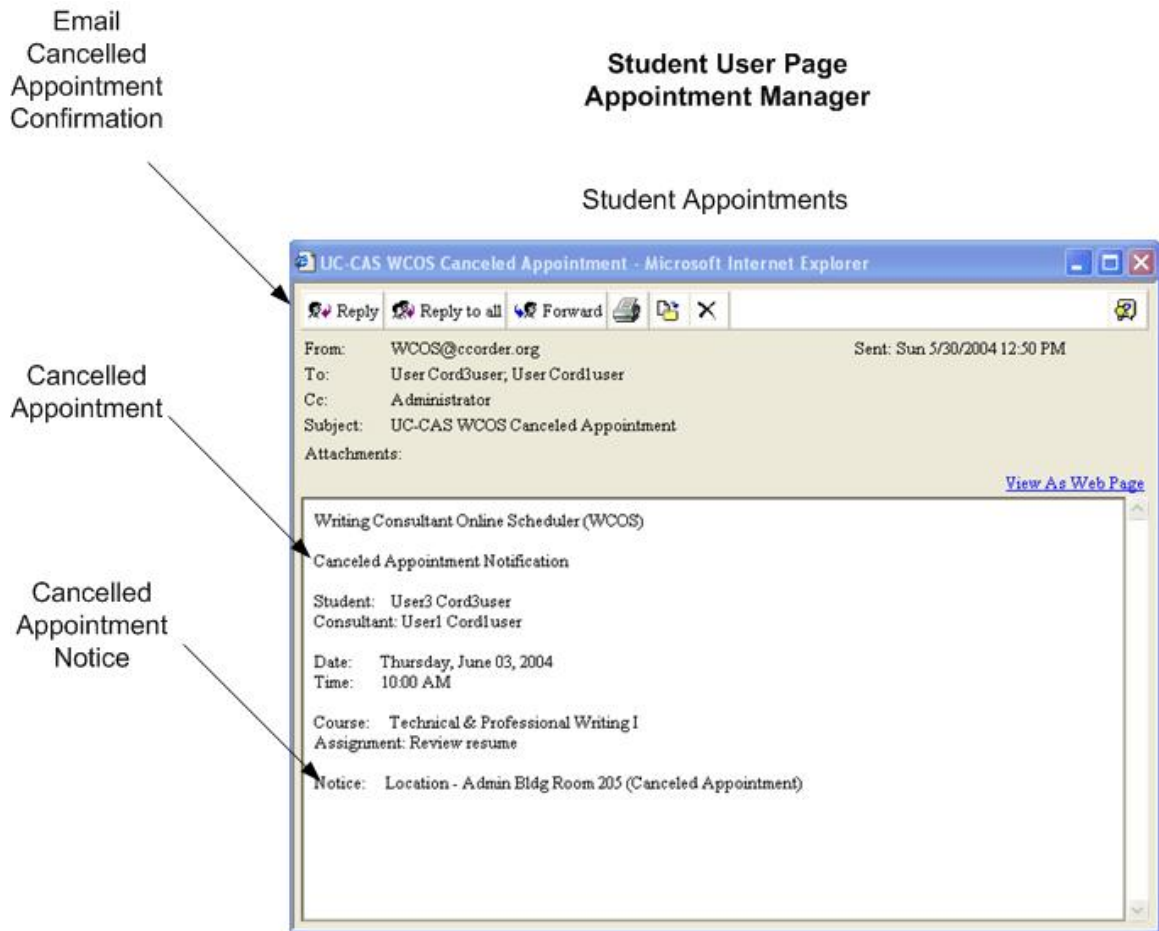 Email
Cancelled
Appointment
Confirmation
Student User Page
Appointment Manager
Student Appointments
UC-CAS WCOS Canceled Appointment - Microsoft Internet Explorer
Reply Reply to all Forward
From: WCOS@ccorder.org Sent: Sun 5/30/2004 12:50 PM
To: User Cord3user; User Cord1user
Cc: Administrator
Subject: UC-CAS WCOS Canceled Appointment
Attachments:
View As Web Page
Cancelled
Appointment
Writing Consultant Online Scheduler (WCOS)
Canceled Appointment Notification
Student: User3 Cord3user
Consultant: User1 Cord1user
Cancelled
Appointment
Notice
Date: Thursday, June 03, 2004
Time: 10:00 AM
Course: Technical & Professional Writing I
Assignment: Review resume
Notice: Location - Admin Bldg Room 205 (Canceled Appointment)